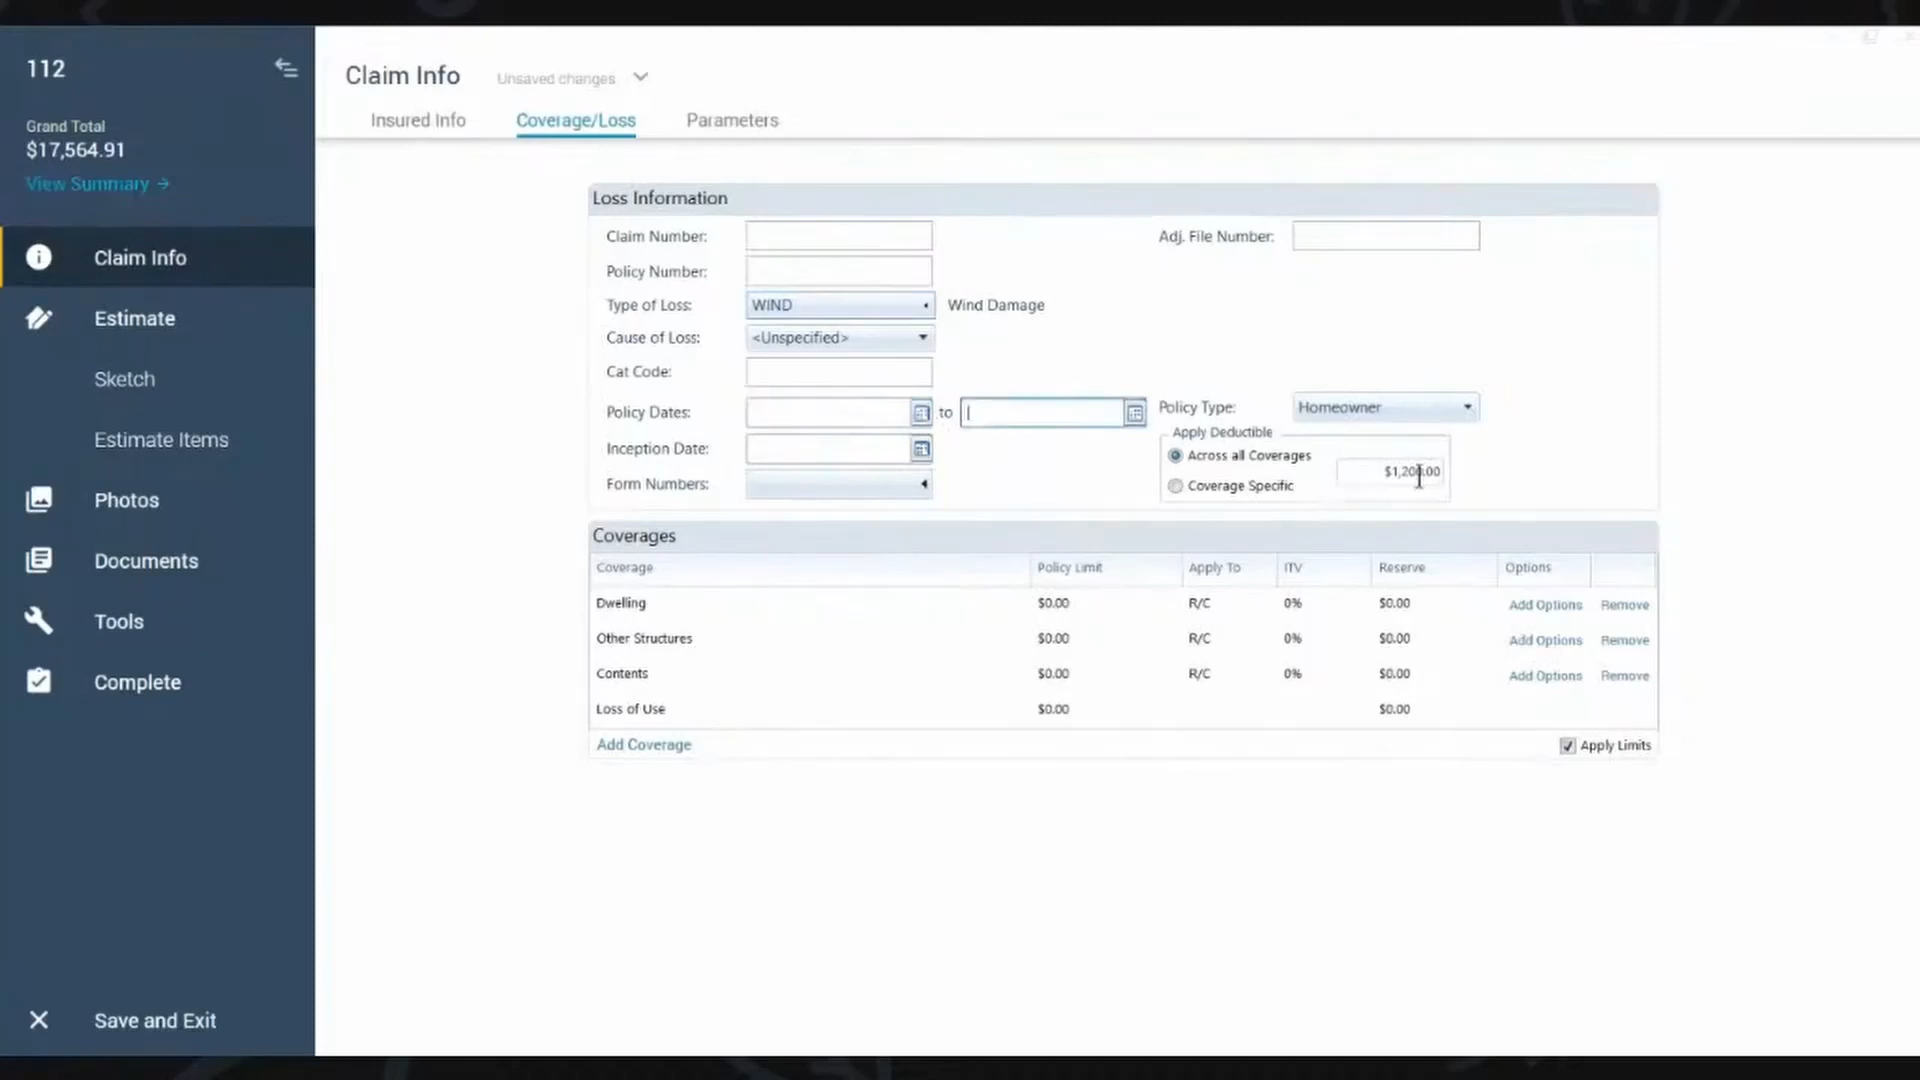 112
Grand Total
$17,564.91
View Summary →
Claim Info
Estimate
Sketch
Estimate Items
Photos
Documents
Tools
Complete
Save and Exit
Claim Info Unsaved changes
Insured Info Coverage/Loss Parameters
Loss Information
Claim Number: Adj. File Number:
Policy Number:
Type of Loss: WIND Wind Damage
Cause of Loss: <Unspecified>
Cat Code:
Policy Dates: to Policy Type: Homeowner
Apply Deductible
Inception Date: Across all Coverages
$1,200.00
Form Numbers: Coverage Specific
Coverages
Coverage Policy Limit Apply To ITV Reserve Options
Dwelling $0.00 R/C 0% $0.00 Add Options Remove
Other Structures $0.00 R/C 0% $0.00 Add Options Remove
Contents $0.00 R/C 0% $0.00 Add Options Remove
Loss of Use $0.00 $0.00
Add Coverage Apply Limits